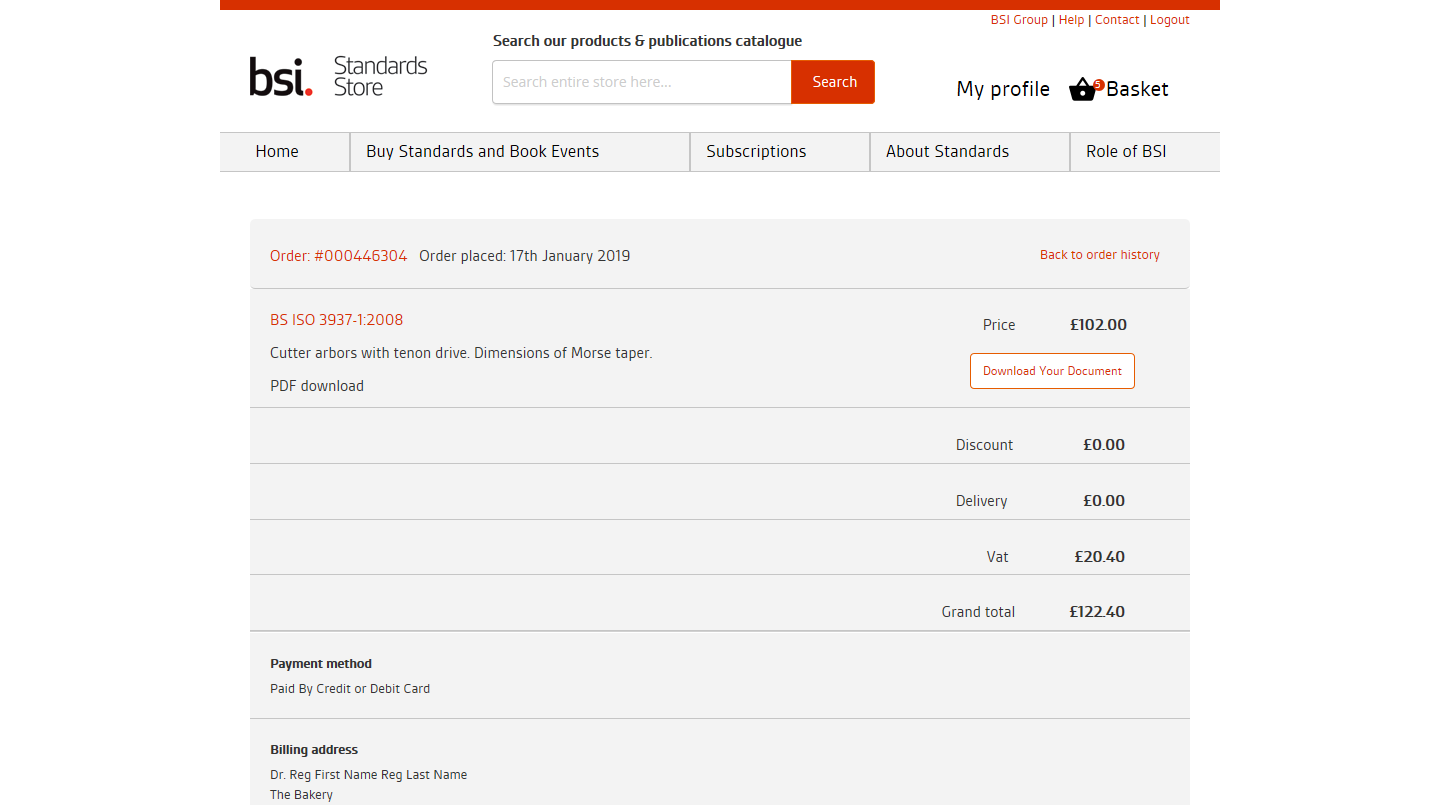 BSI Group | Help | Contact | Logout
Search our products & publications catalogue
bsi. Standards
Store
Search entire store here...
Search
My profile
5
Basket
Home
Buy Standards and Book Events
Subscriptions
About Standards
Role of BSI
Order: #000446304 Order placed: 17th January 2019
Back to order history
BS ISO 3937-1:2008
Price £102.00
Cutter arbors with tenon drive. Dimensions of Morse taper.
Download Your Document
PDF download
Discount £0.00
Delivery £0.00
Vat £20.40
Grand total £122.40
Payment method
Paid By Credit or Debit Card
Billing address
Dr. Reg First Name Reg Last Name
The Bakery